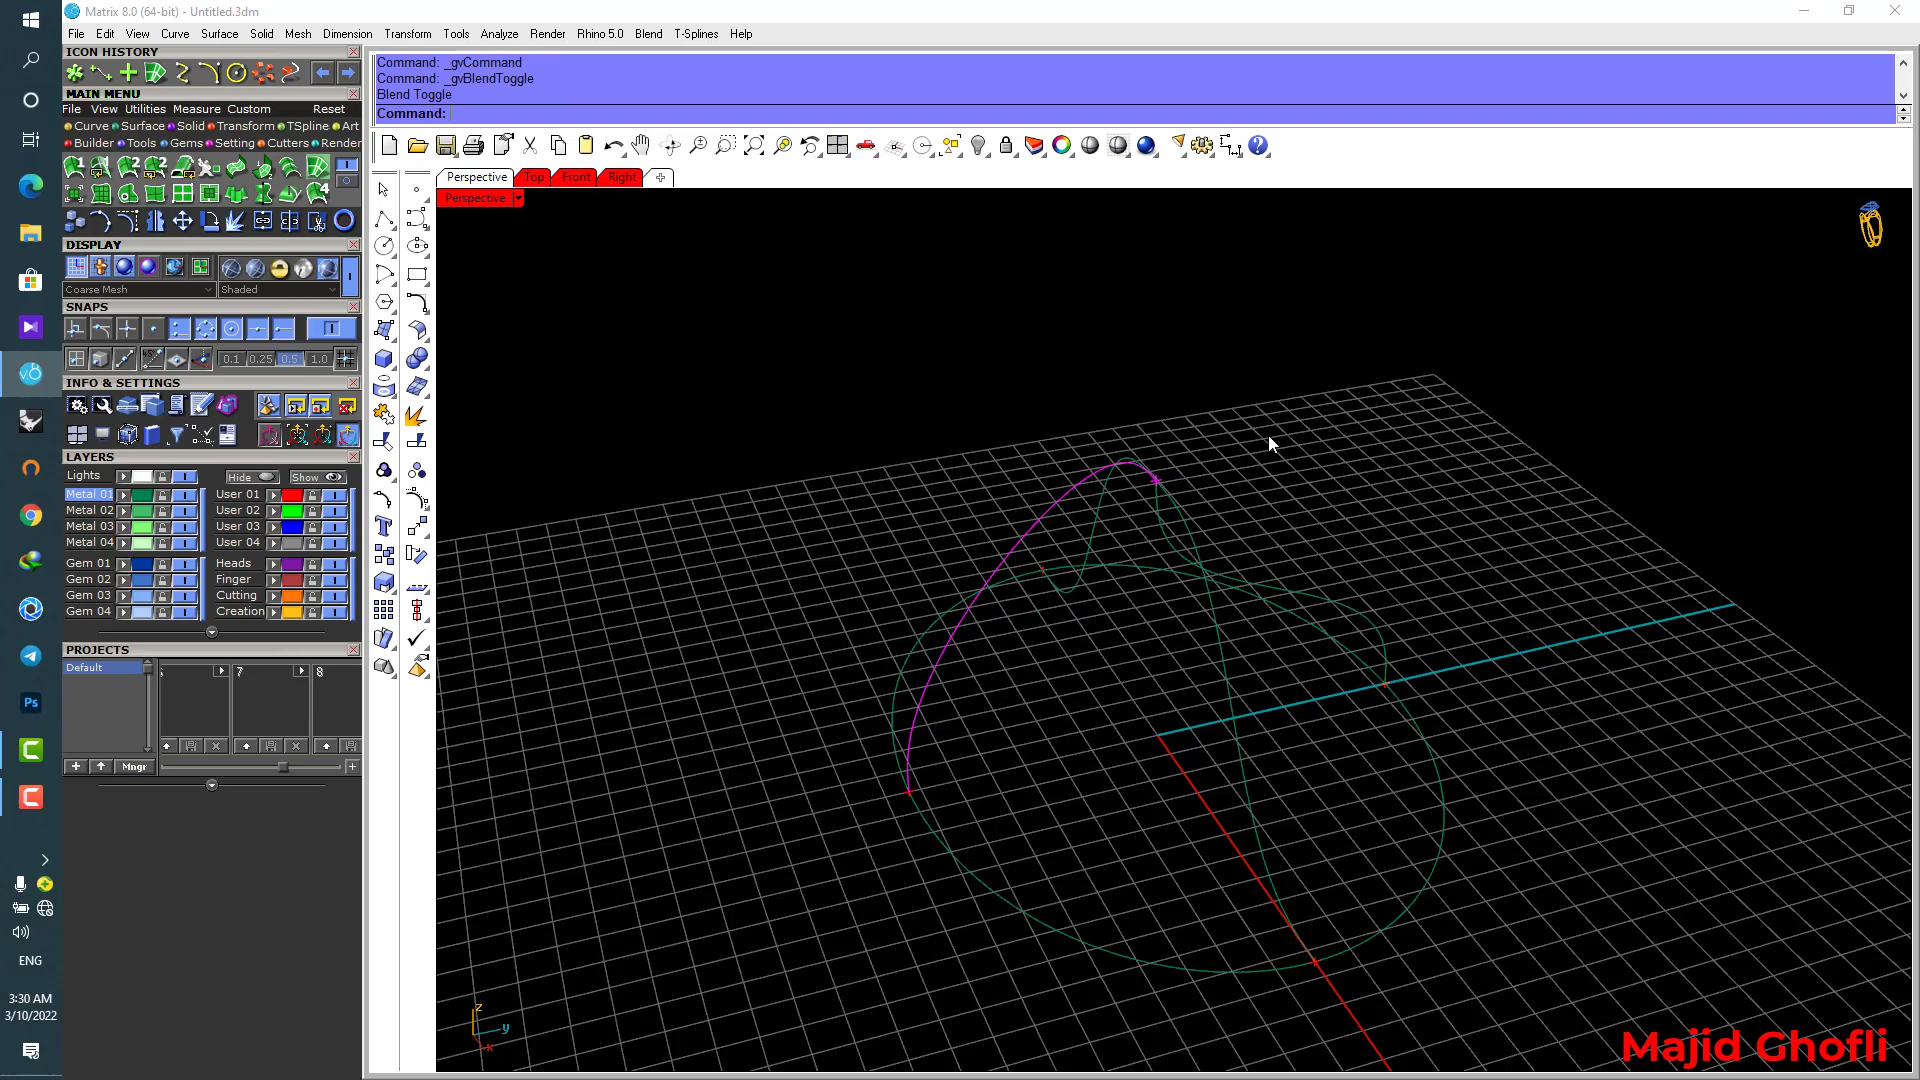 Matrix 8.0 (64-bit) - Untitled.3dm
File Edit View Curve Surface Solid Mesh Dimension Transform Tools Analyze Render Rhino 5.0 Blend T-Splines Help
ICON HISTORY
MAIN MENU
File View Utilities Measure Custom Reset
Curve Surface Solid Transform TSpline Art
Builder Tools Gems Setting Cutters Render
DISPLAY
Coarse Mesh Shaded
SNAPS
0.1 0.25 0.5 1.0
INFO & SETTINGS
LAYERS
Lights Hide Show
Metal 01 User 01
Metal 02 User 02
Metal 03 User 03
Metal 04 User 04
Gem 01 Heads
Gem 02 Finger
Gem 03 Cutting
Gem 04 Creation
PROJECTS
Default 7 8
Mngr
Command: _gvCommand
Command: _gvBlendToggle
Blend Toggle
Command:
Perspective Top Front Right
Perspective
z
y
x
ENG
3:30 AM
3/10/2022
Majid Ghofli